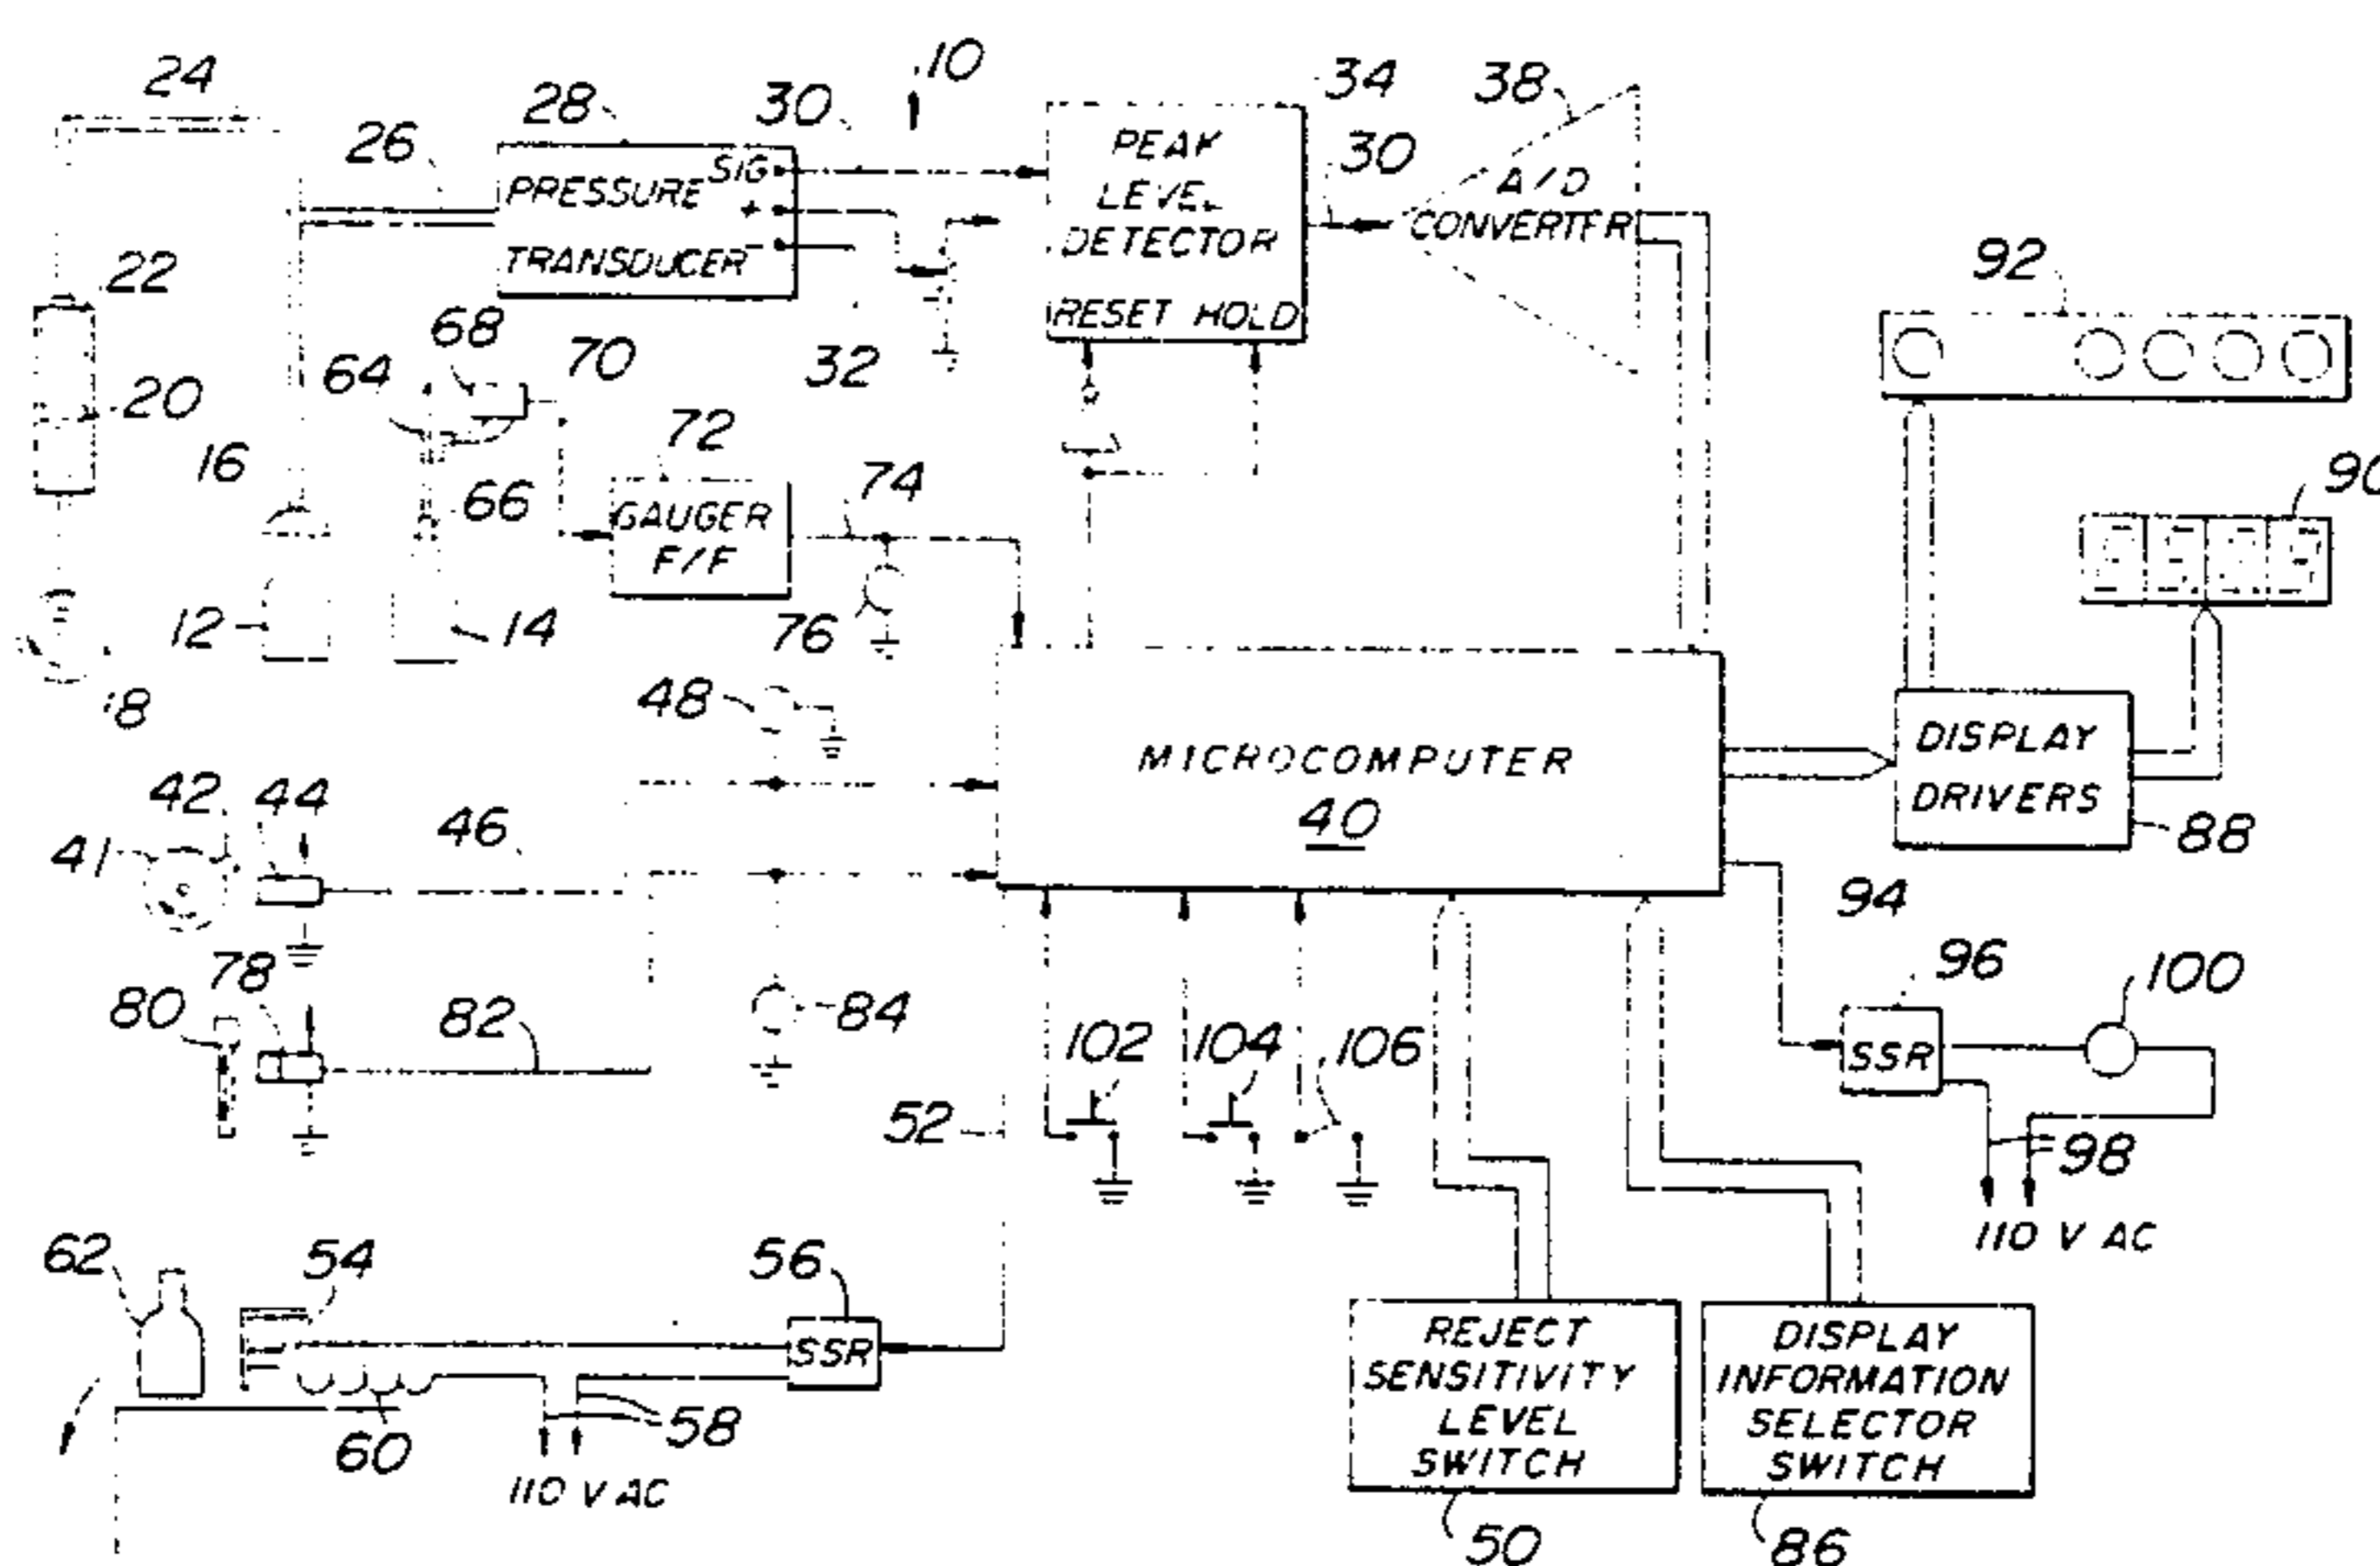 24
28
30
10
34
38
26
PRESSURE
TRANSDUCER
SIG
+
-
PEAK
LEVEL
DETECTOR
RESET HOLD
30
A/D
CONVERTER
22
20
68
64
70
32
92
16
66
72
GAUGER
F/F
74
76
90
12
14
18
48
MICROCOMPUTER
40
DISPLAY
DRIVERS
88
42
44
41
46
94
78
80
82
84
102
104
106
96
SSR
100
52
98
110 V AC
62
54
56
SSR
60
58
110 V AC
REJECT
SENSITIVITY
LEVEL
SWITCH
50
DISPLAY
INFORMATION
SELECTOR
SWITCH
86